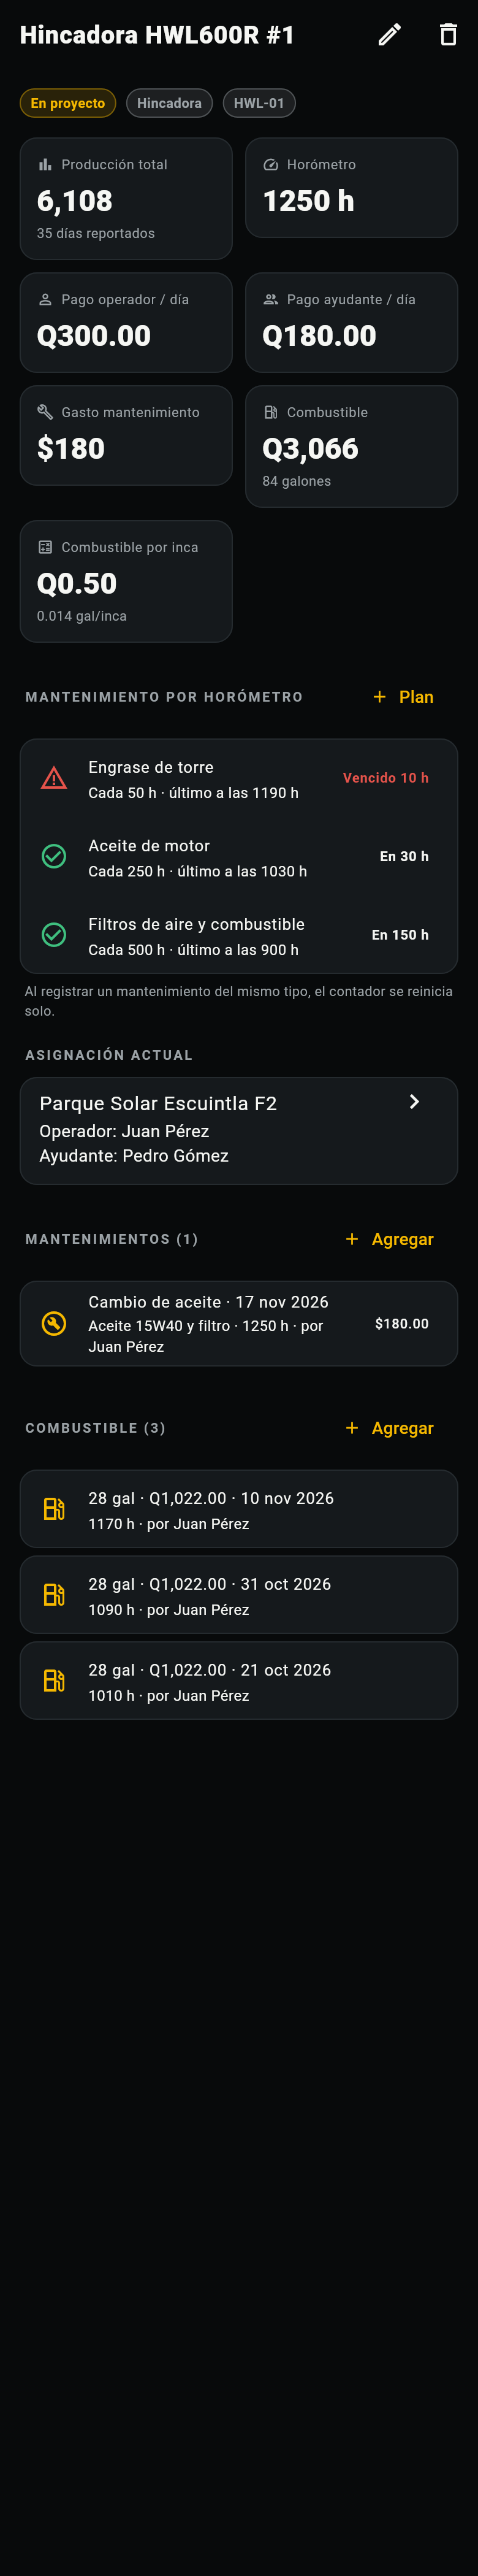 Hincadora HWL600R #1
En proyecto
Hincadora
HWL-01
Producción total
6,108
35 días reportados
Horómetro
1250 h
Pago operador / día
Q300.00
Pago ayudante / día
Q180.00
Gasto mantenimiento
$180
Combustible
Q3,066
84 galones
Combustible por inca
Q0.50
0.014 gal/inca
MANTENIMIENTO POR HORÓMETRO
+ Plan
Engrase de torre
Cada 50 h · último a las 1190 h
Vencido 10 h
Aceite de motor
Cada 250 h · último a las 1030 h
En 30 h
Filtros de aire y combustible
Cada 500 h · último a las 900 h
En 150 h
Al registrar un mantenimiento del mismo tipo, el contador se reinicia
solo.
ASIGNACIÓN ACTUAL
Parque Solar Escuintla F2
Operador: Juan Pérez
Ayudante: Pedro Gómez
MANTENIMIENTOS (1)
+ Agregar
Cambio de aceite · 17 nov 2026
Aceite 15W40 y filtro · 1250 h · por
Juan Pérez
$180.00
COMBUSTIBLE (3)
+ Agregar
28 gal · Q1,022.00 · 10 nov 2026
1170 h · por Juan Pérez
28 gal · Q1,022.00 · 31 oct 2026
1090 h · por Juan Pérez
28 gal · Q1,022.00 · 21 oct 2026
1010 h · por Juan Pérez